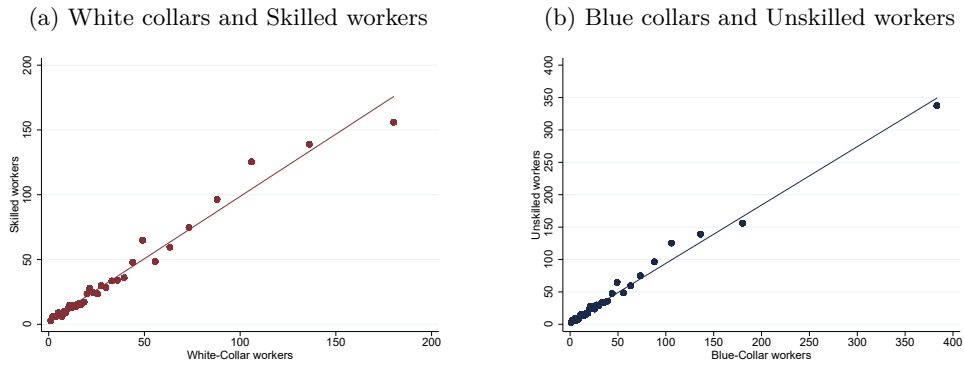 (a) White collars and Skilled workers
Skilled workers
200
150
100
50
0
0 50 100 150 200
White-Collar workers
(b) Blue collars and Unskilled workers
Unskilled workers
400
350
300
250
200
150
100
50
0
0 50 100 150 200 250 300 350 400
Blue-Collar workers